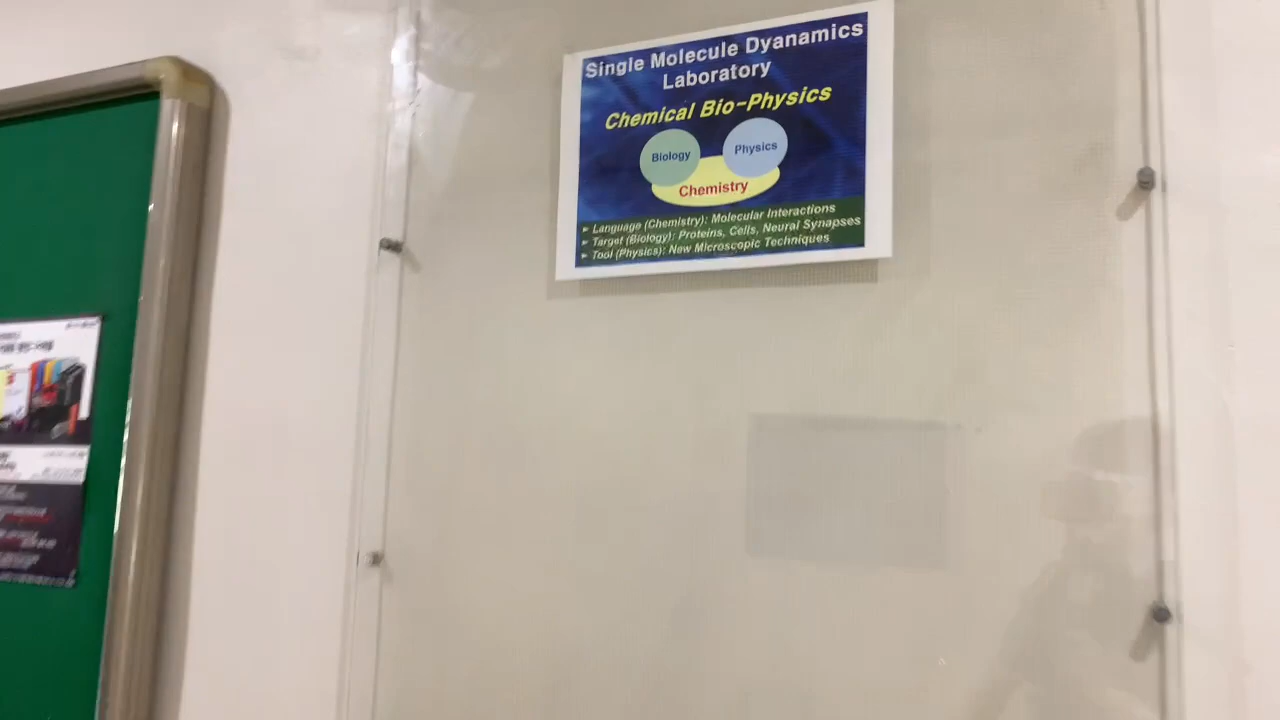 Single Molecule Dyanamics
Laboratory
Chemical Bio-Physics
Biology
Physics
Chemistry
► Language (Chemistry): Molecular Interactions
► Target (Biology): Proteins, Cells, Neural Synapses
► Tool (Physics): New Microscopic Techniques